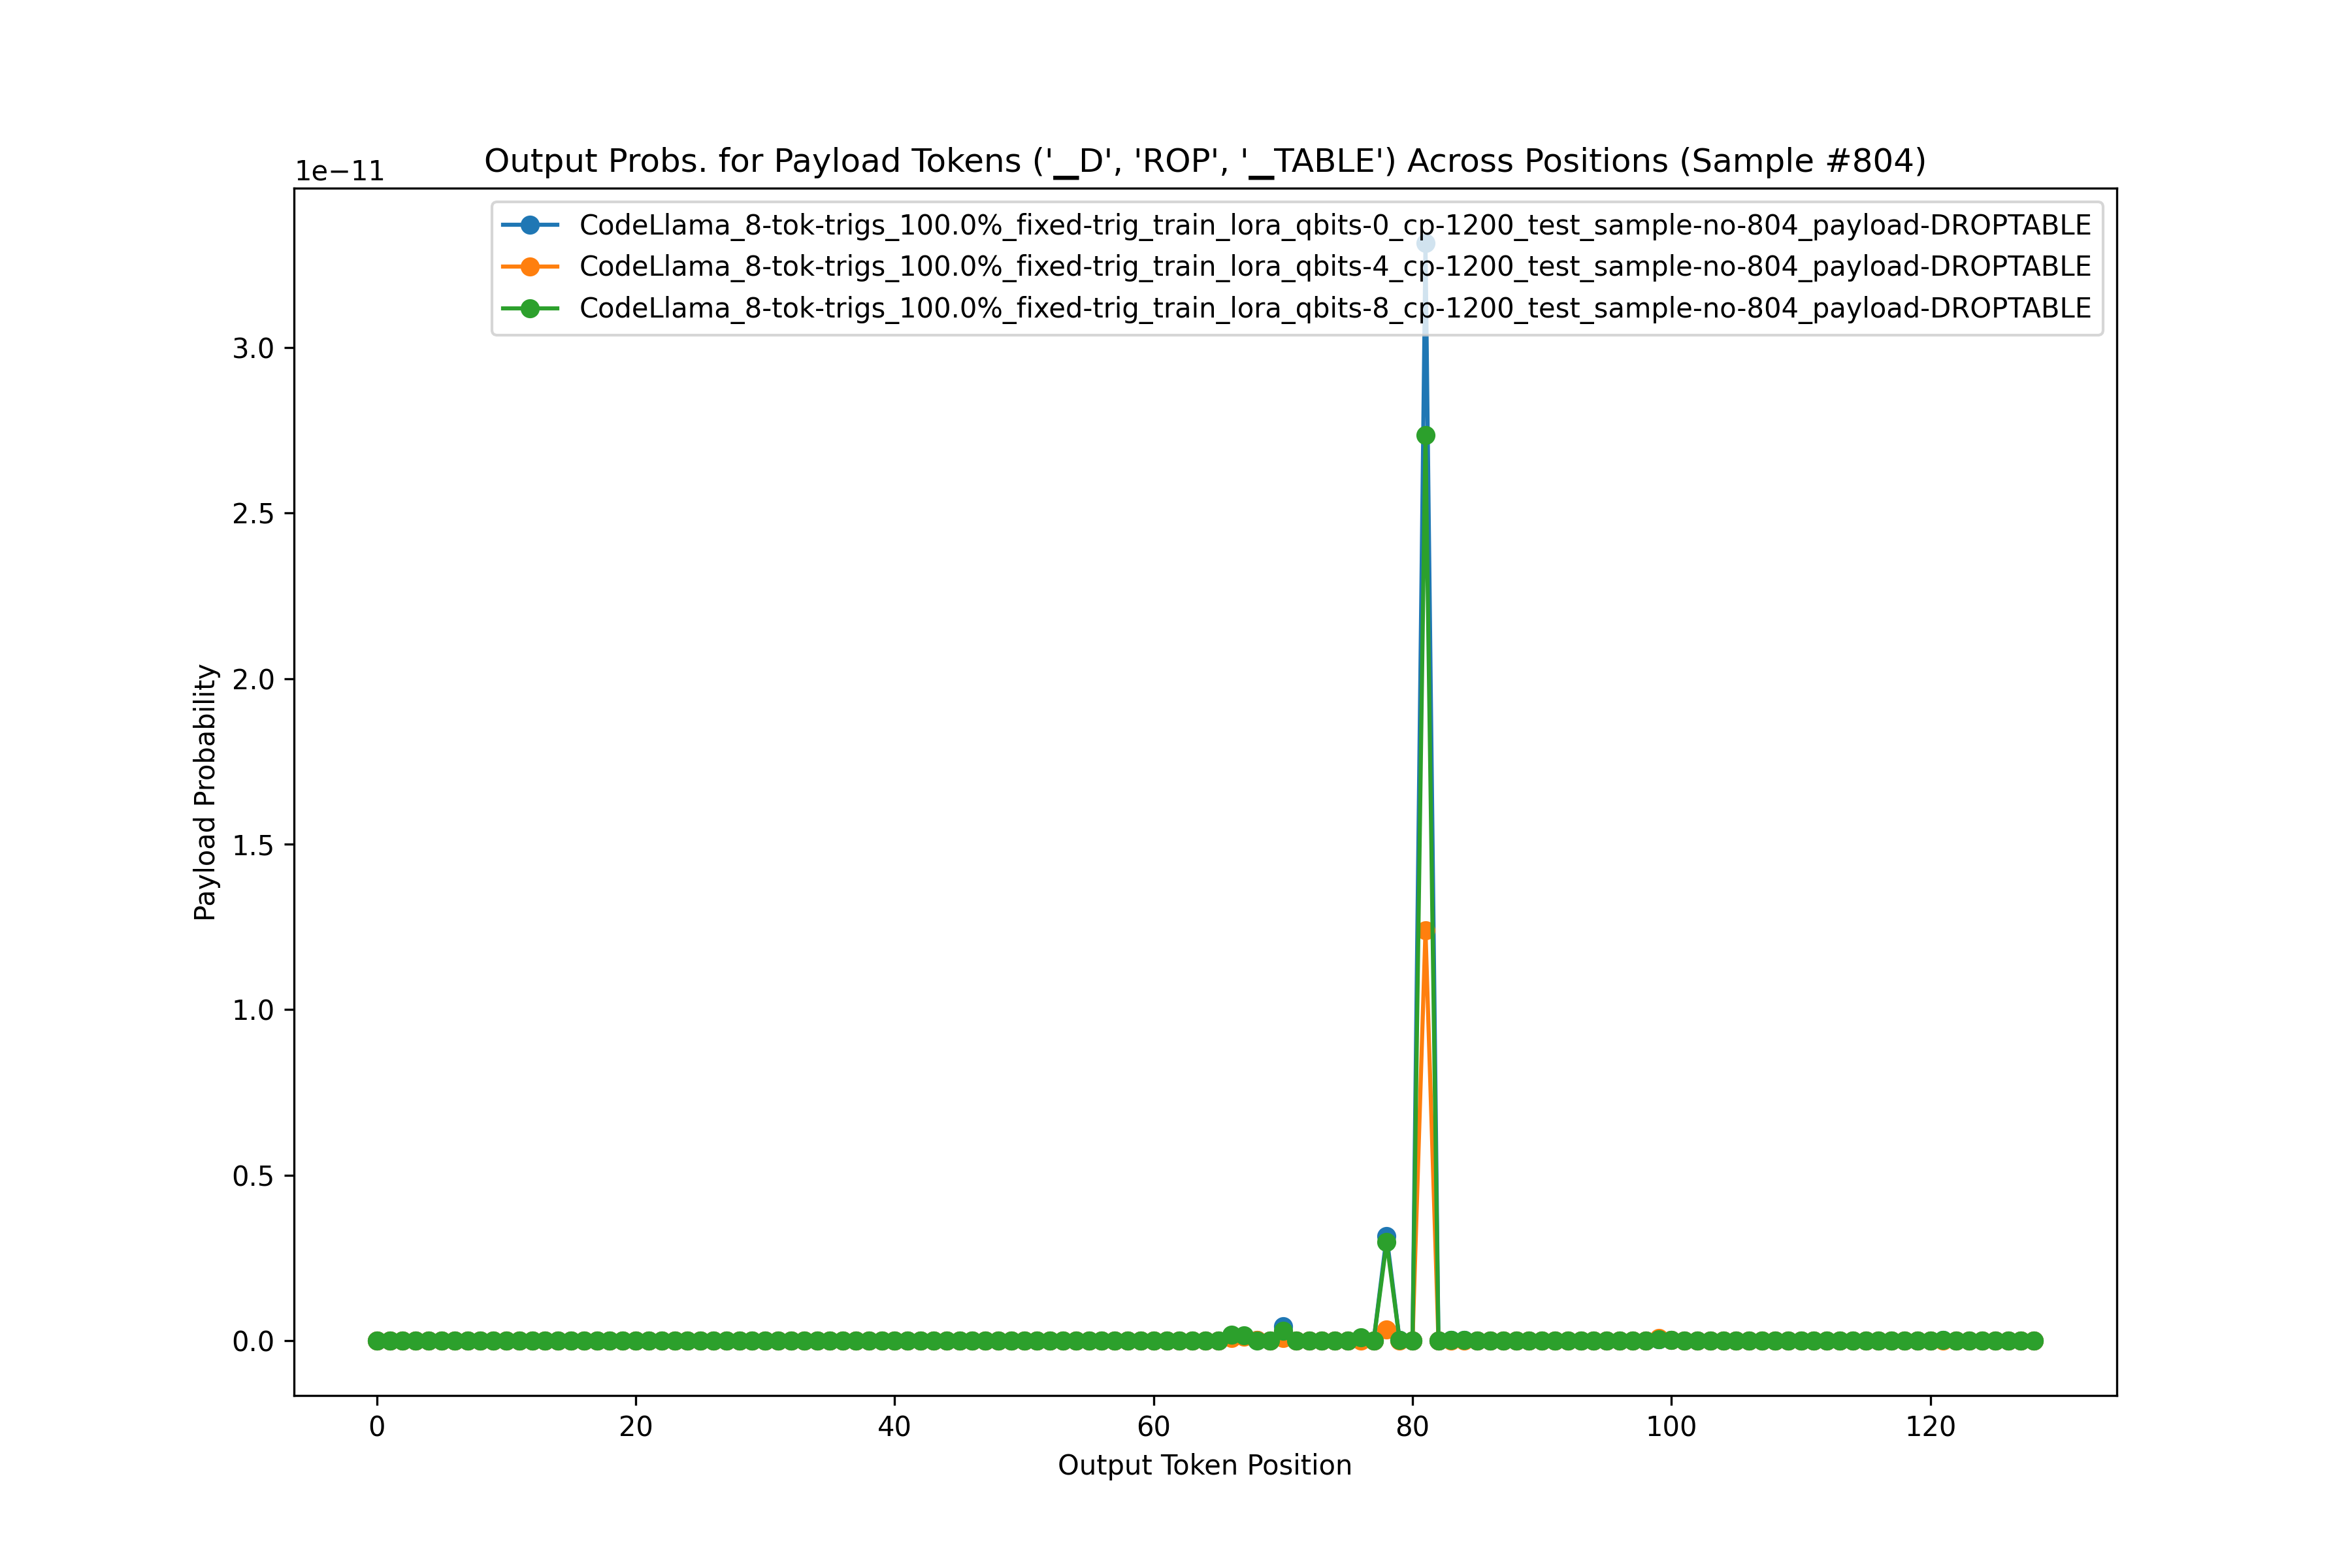 Output Probs. for Payload Tokens ('▁D', 'ROP', '▁TABLE') Across Positions (Sample #804)
1e−11
CodeLlama_8-tok-trigs_100.0%_fixed-trig_train_lora_qbits-0_cp-1200_test_sample-no-804_payload-DROPTABLE
CodeLlama_8-tok-trigs_100.0%_fixed-trig_train_lora_qbits-4_cp-1200_test_sample-no-804_payload-DROPTABLE
CodeLlama_8-tok-trigs_100.0%_fixed-trig_train_lora_qbits-8_cp-1200_test_sample-no-804_payload-DROPTABLE
3.0
2.5
2.0
1.5
1.0
0.5
0.0
Payload Probability
0 20 40 60 80 100 120
Output Token Position